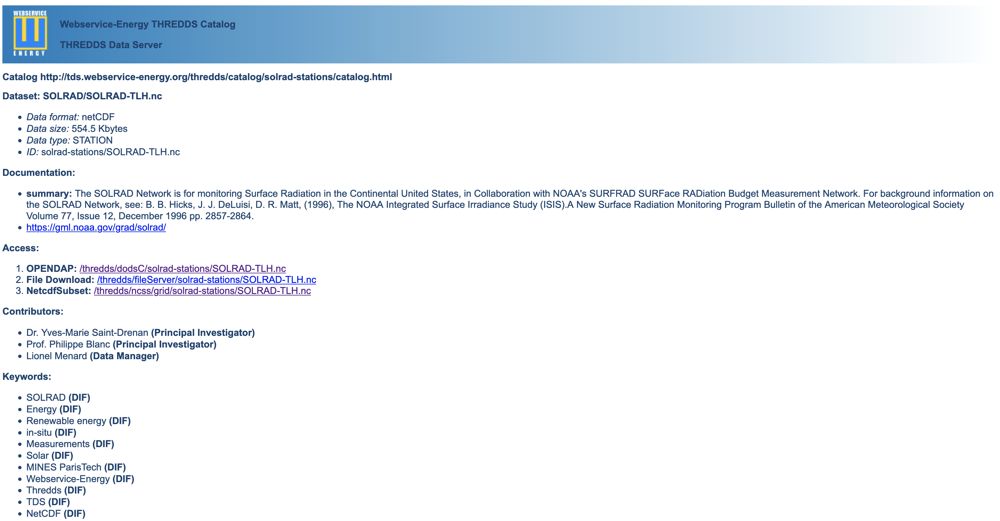 WEBSERVICE
ENERGY
Webservice-Energy THREDDS Catalog
THREDDS Data Server
Catalog http://tds.webservice-energy.org/thredds/catalog/solrad-stations/catalog.html
Dataset: SOLRAD/SOLRAD-TLH.nc
• Data format: netCDF
• Data size: 554.5 Kbytes
• Data type: STATION
• ID: solrad-stations/SOLRAD-TLH.nc
Documentation:
• summary: The SOLRAD Network is for monitoring Surface Radiation in the Continental United States, in Collaboration with NOAA's SURFRAD SURFace RADiation Budget Measurement Network. For background information on
the SOLRAD Network, see: B. B. Hicks, J. J. DeLuisi, D. R. Matt, (1996), The NOAA Integrated Surface Irradiance Study (ISIS).A New Surface Radiation Monitoring Program Bulletin of the American Meteorological Society
Volume 77, Issue 12, December 1996 pp. 2857-2864.
• https://gml.noaa.gov/grad/solrad/
Access:
1. OPENDAP: /thredds/dodsC/solrad-stations/SOLRAD-TLH.nc
2. File Download: /thredds/fileServer/solrad-stations/SOLRAD-TLH.nc
3. NetcdfSubset: /thredds/ncss/grid/solrad-stations/SOLRAD-TLH.nc
Contributors:
• Dr. Yves-Marie Saint-Drenan (Principal Investigator)
• Prof. Philippe Blanc (Principal Investigator)
• Lionel Menard (Data Manager)
Keywords:
• SOLRAD (DIF)
• Energy (DIF)
• Renewable energy (DIF)
• in-situ (DIF)
• Measurements (DIF)
• Solar (DIF)
• MINES ParisTech (DIF)
• Webservice-Energy (DIF)
• Thredds (DIF)
• TDS (DIF)
• NetCDF (DIF)